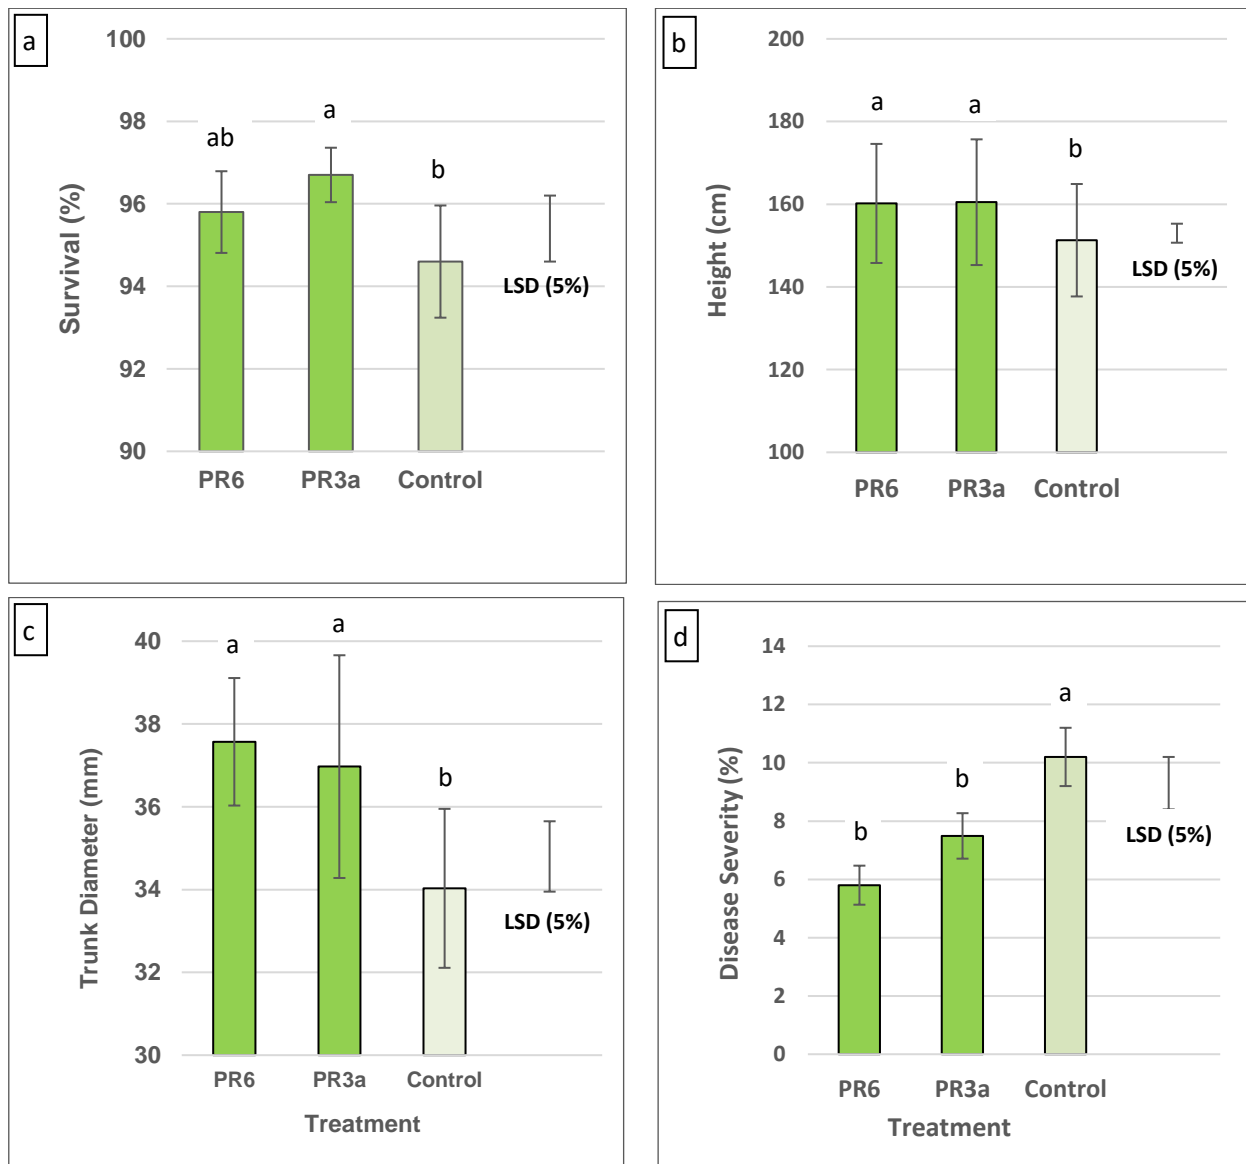 a
Survival (%)
100
98
96
94
92
90
ab
a
b
LSD (5%)
PR6 PR3a Control
b
Height (cm)
200
180
160
140
120
100
a
a
b
LSD (5%)
PR6 PR3a Control
c
Trunk Diameter (mm)
40
38
36
34
32
30
a
a
b
LSD (5%)
PR6 PR3a Control
Treatment
d
Disease Severity (%)
14
12
10
8
6
4
2
0
b
b
a
LSD (5%)
PR6 PR3a Control
Treatment